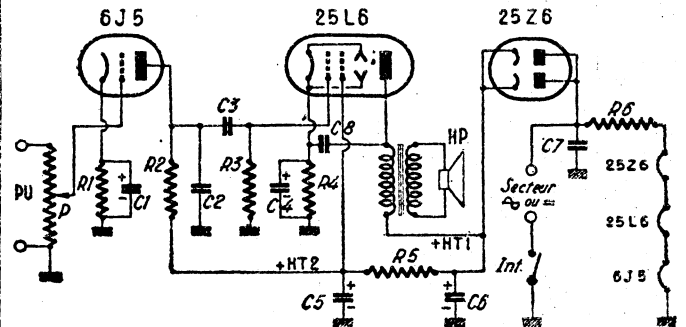 6J5
25L6
25Z6
C3
C8
HP
R6
PU
P
R1
C1
R2
C2
R3
C4
R4
C7
Secteur
ou =
25Z6
25L6
6J5
+HT1
+HT2
R5
Int.
C5
C6